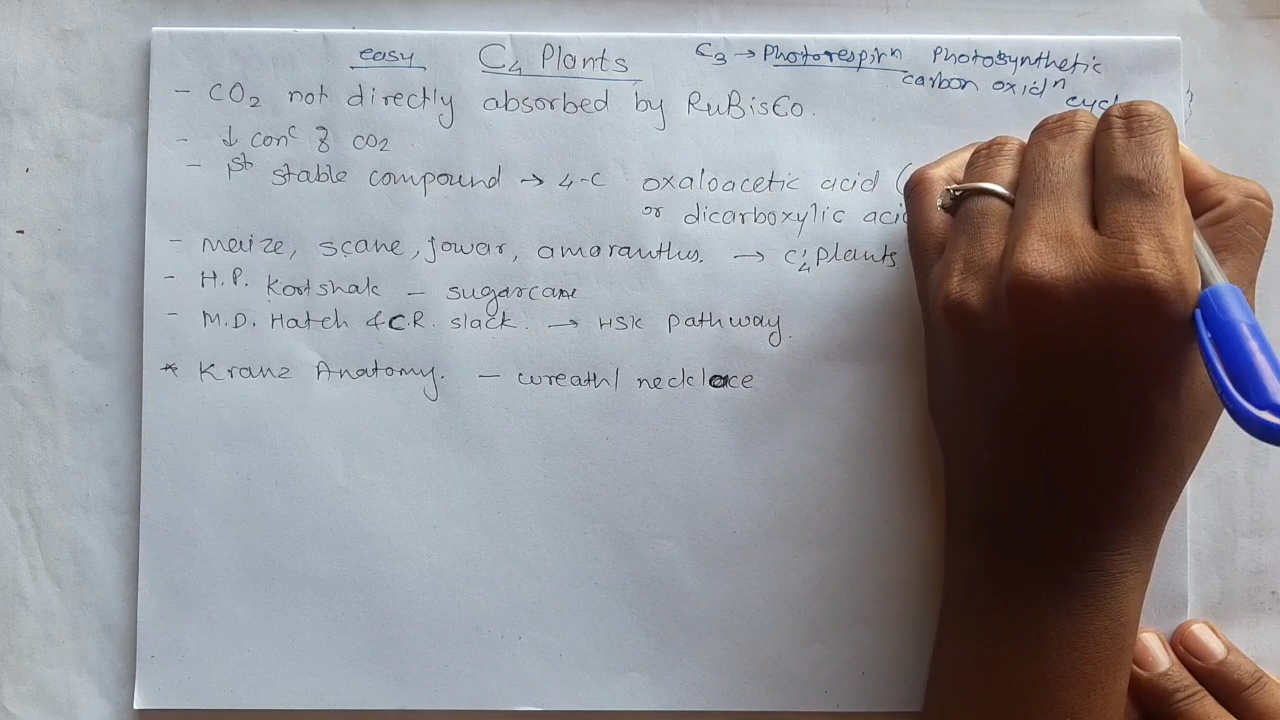 easy C4 Plants C3 → Photorespirⁿ Photosynthetic
carbon oxidⁿ
cycl
- CO2 not directly absorbed by RuBisCo.
- ↓ conc of CO2
- 1st stable compound → 4-C oxaloacetic acid (
or dicarboxylic acid
- Maize, scane, jowar, amaranthus. → C4 plants
- H.P. Kortshak - sugarcane
- M.D. Hatch & C.R. slack. → HSK pathway.
* Kranz Anatomy. - wreath/ necklace